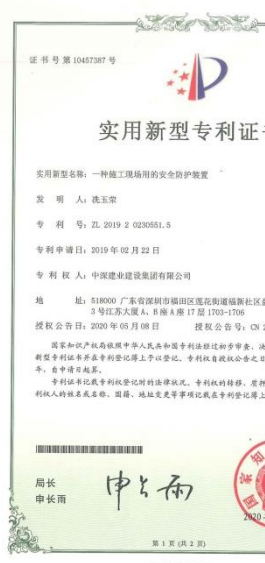 证书号第10457387号
实用新型专利证
实用新型名称：一种施工现场用的安全防护装置
发 明 人：冼玉荣
专 利 号：ZL 2019 2 0230551.5
专利申请日：2019年02月22日
专 利 权 人：中深建业建设集团有限公司
地 址：518000 广东省深圳市福田区莲花街道福新社区
3号江苏大厦A、B座A座17层1703-1706
授权公告日：2020年05月08日 授权公告号：CN 2
国家知识产权局依照中华人民共和国专利法经过初步审查，决
新型专利证书并在专利登记簿上予以登记。专利权自授权公告之日
年，自申请日起算。
专利证书记载专利权登记时的法律状况。专利权的转移、质押
利权人的姓名或名称、国籍、地址变更等事项记载在专利登记簿上
局长
申长雨
申长雨
国家知
2020
第 1 页 (共 2 页)